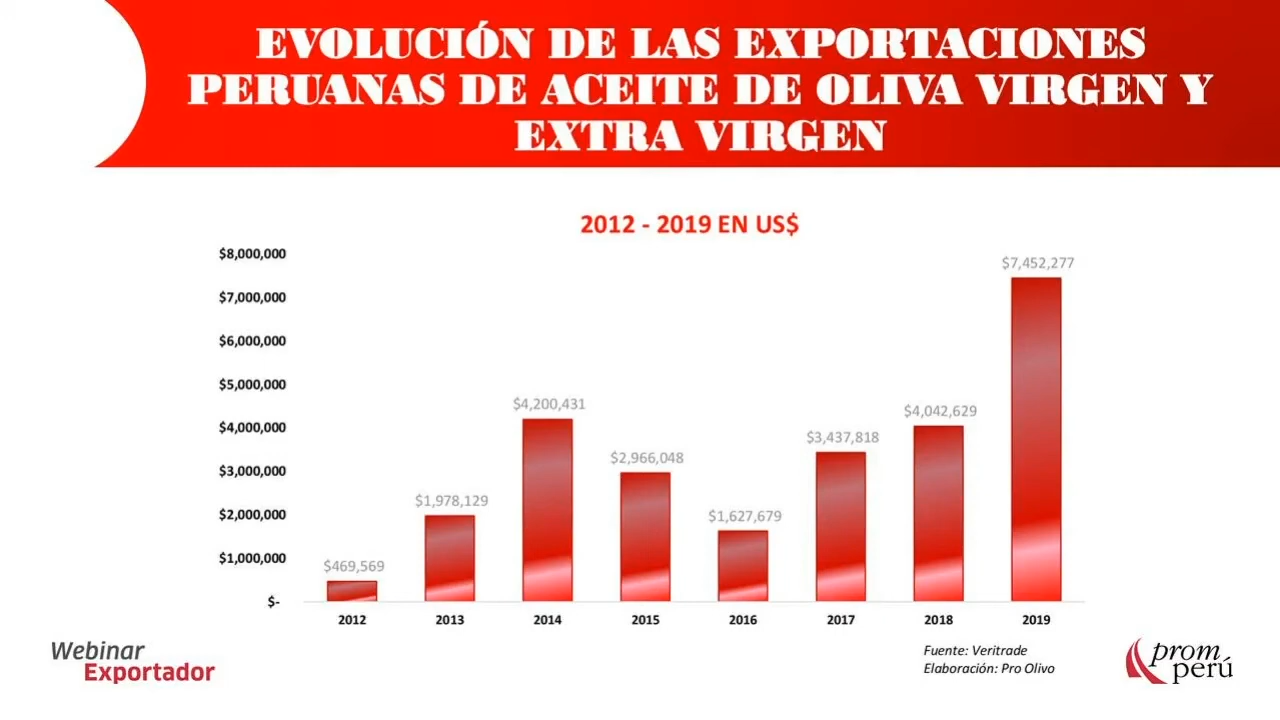 EVOLUCIÓN DE LAS EXPORTACIONES
PERUANAS DE ACEITE DE OLIVA VIRGEN Y
EXTRA VIRGEN
2012 - 2019 EN US$
$8,000,000
$7,000,000
$6,000,000
$5,000,000
$4,000,000
$3,000,000
$2,000,000
$1,000,000
$-
$469,569
$1,978,129
$4,200,431
$2,966,048
$1,627,679
$3,437,818
$4,042,629
$7,452,277
2012 2013 2014 2015 2016 2017 2018 2019
Webinar
Exportador
Fuente: Veritrade
Elaboración: Pro Olivo
prom
perú